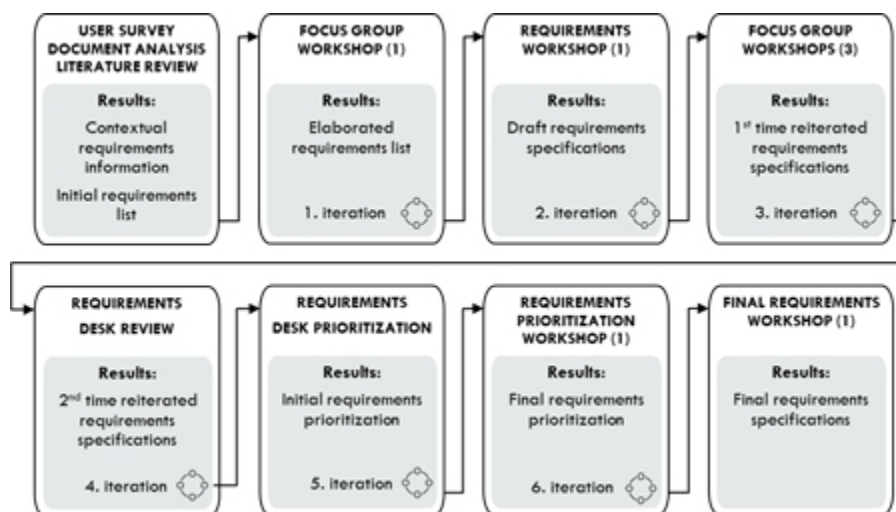 USER SURVEY
DOCUMENT ANALYSIS
LITERATURE REVIEW
Results:
Contextual
requirements
information
Initial requirements
list
FOCUS GROUP
WORKSHOP (1)
Results:
Elaborated
requirements list
1. iteration
REQUIREMENTS
WORKSHOP (1)
Results:
Draft requirements
specifications
2. iteration
FOCUS GROUP
WORKSHOPS (3)
Results:
1st time reiterated
requirements
specifications
3. iteration
REQUIREMENTS
DESK REVIEW
Results:
2nd time reiterated
requirements
specifications
4. iteration
REQUIREMENTS
DESK PRIORITIZATION
Results:
Initial requirements
prioritization
5. iteration
REQUIREMENTS
PRIORITIZATION
WORKSHOP (1)
Results:
Final requirements
prioritization
6. iteration
FINAL REQUIREMENTS
WORKSHOP (1)
Results:
Final requirements
specifications